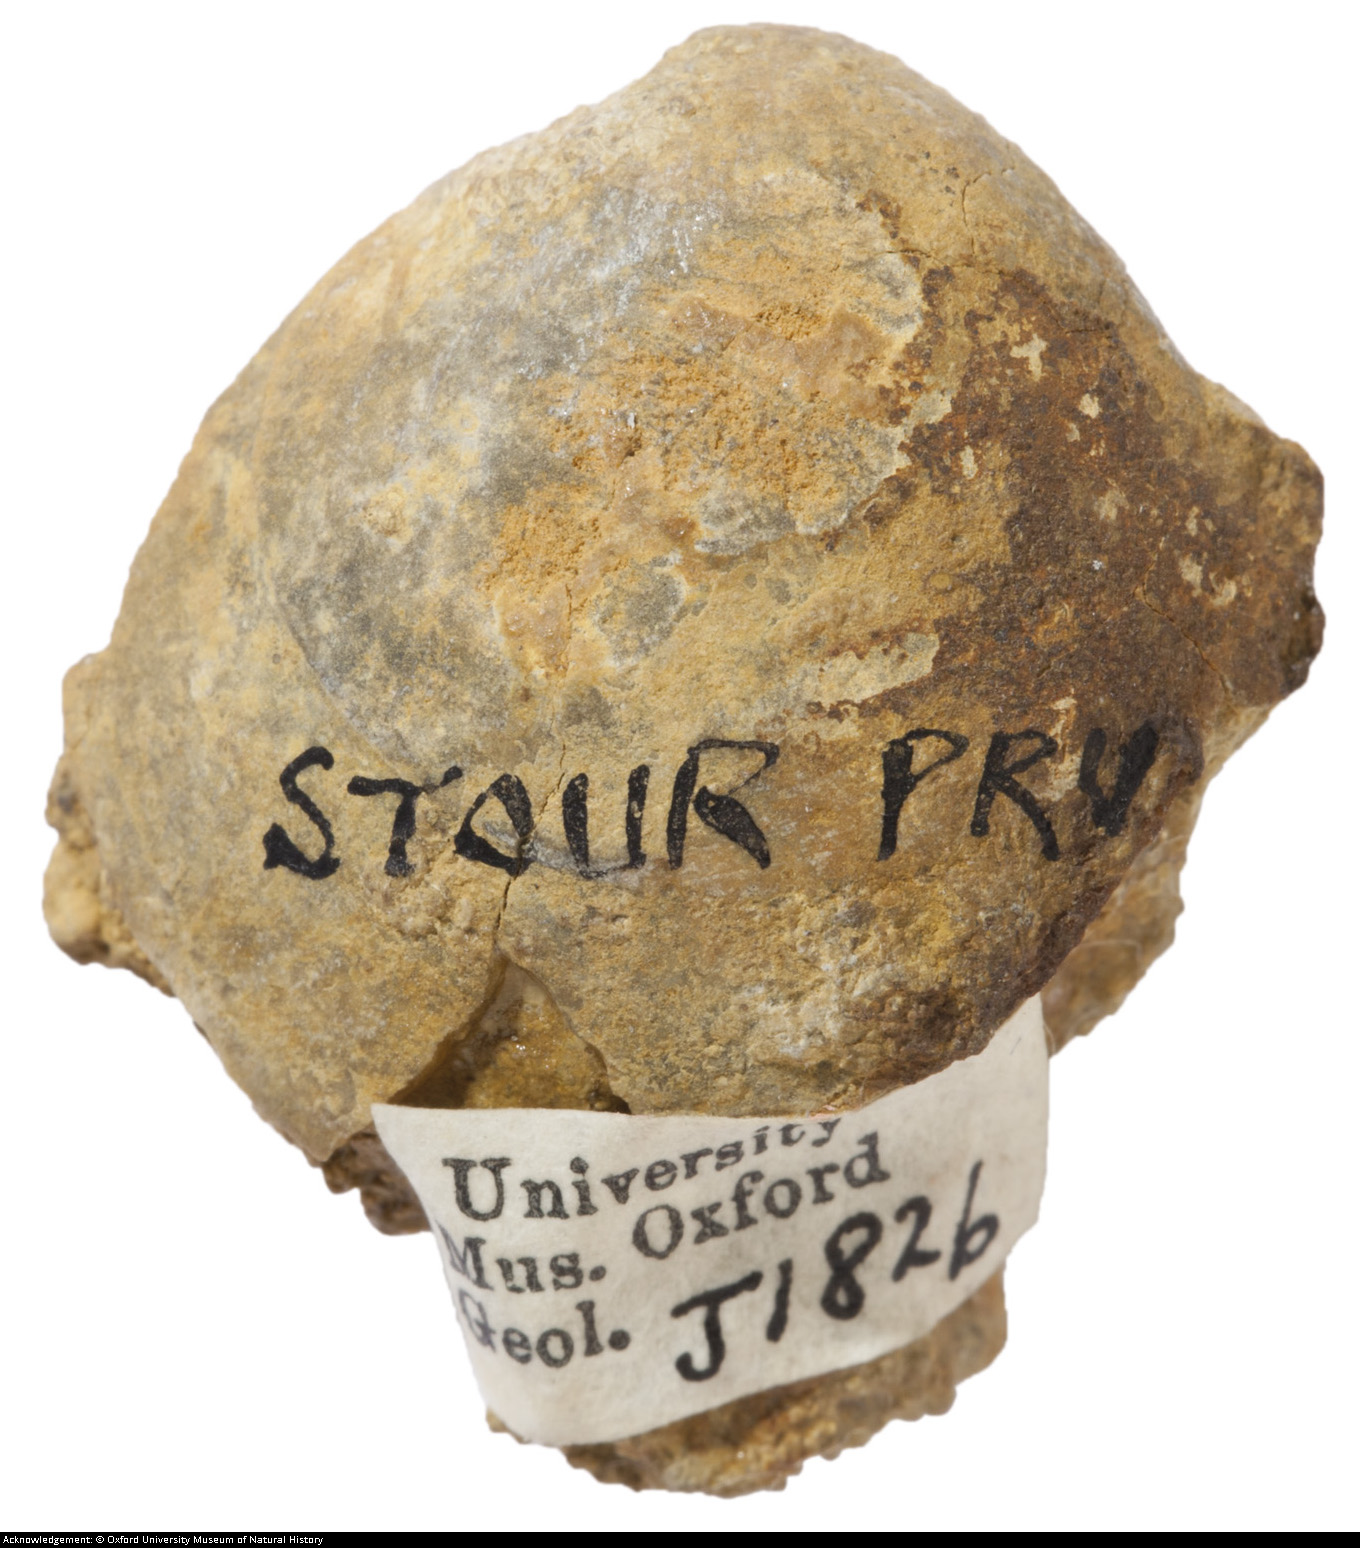 STOUR PRV
University
Mus. Oxford
Geol. J1826
Acknowledgement: © Oxford University Museum of Natural History